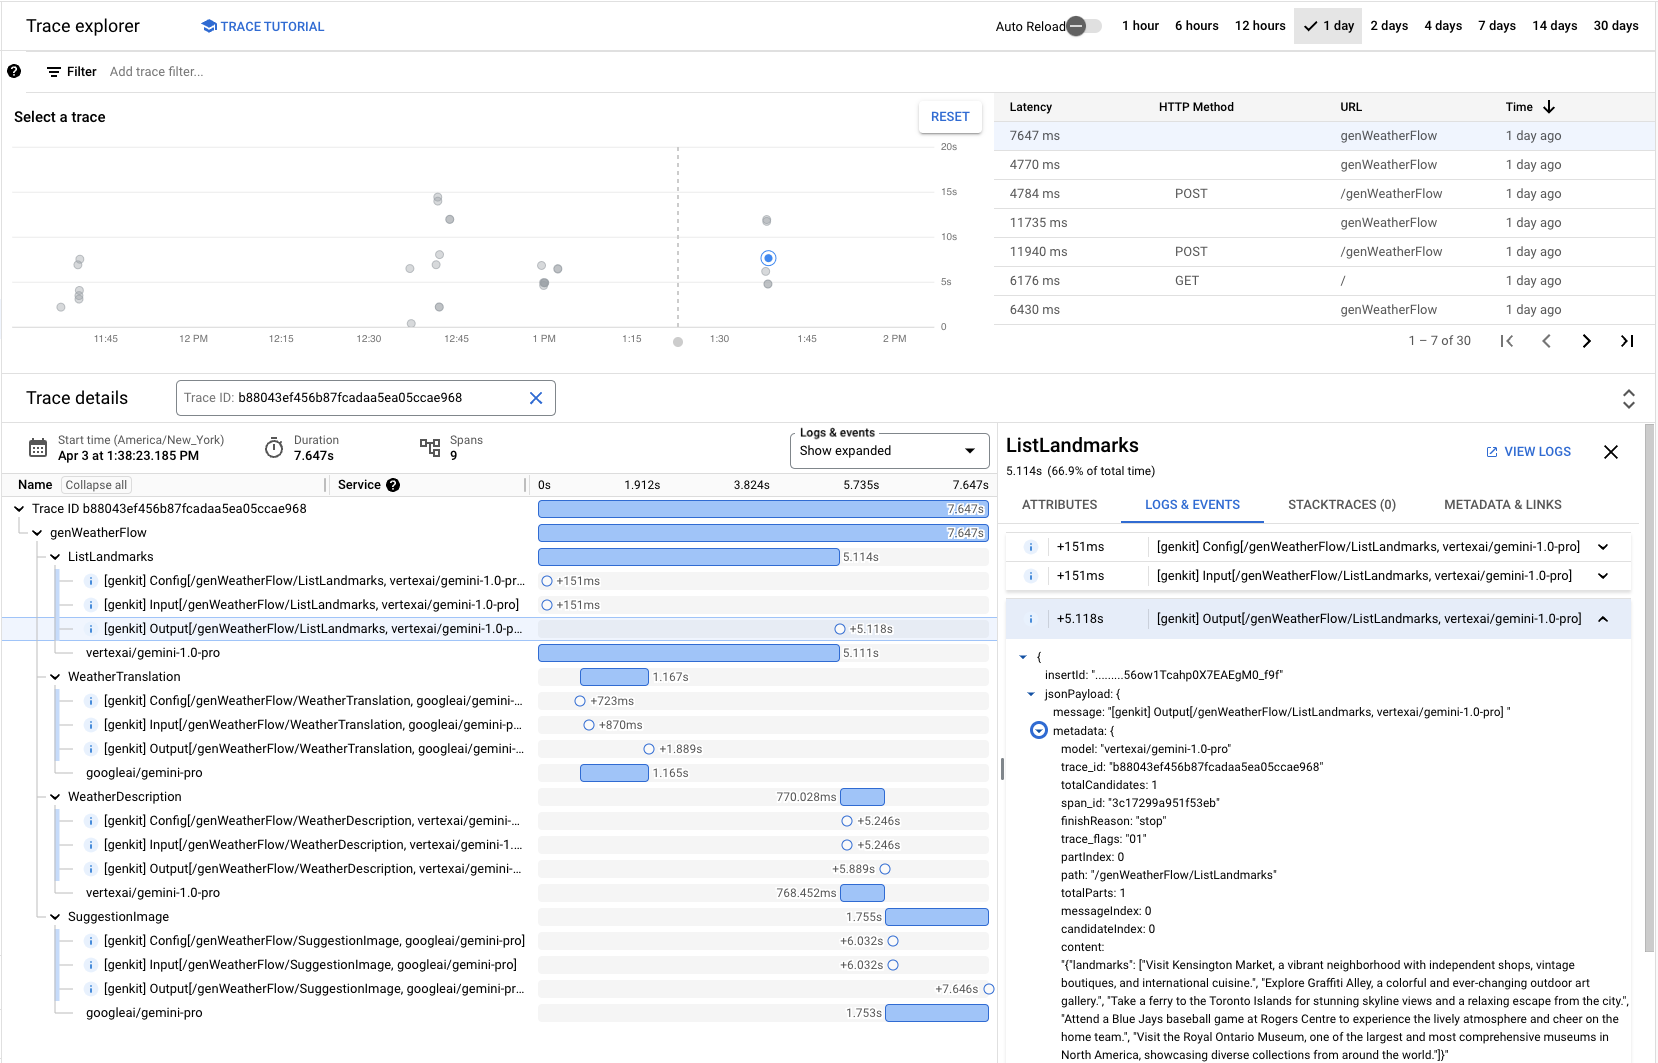 Trace explorer
TRACE TUTORIAL
Auto Reload
1 hour
6 hours
12 hours
1 day
2 days
4 days
7 days
14 days
30 days
Filter
Add trace filter...
Select a trace
RESET
20s
15s
10s
5s
0
11:45
12 PM
12:15
12:30
12:45
1 PM
1:15
1:30
1:45
2 PM
Latency HTTP Method URL Time
7647 ms genWeatherFlow 1 day ago
4770 ms genWeatherFlow 1 day ago
4784 ms POST /genWeatherFlow 1 day ago
11735 ms genWeatherFlow 1 day ago
11940 ms POST /genWeatherFlow 1 day ago
6176 ms GET / 1 day ago
6430 ms genWeatherFlow 1 day ago
1 – 7 of 30
Trace details
Trace ID: b88043ef456b87fcadaa5ea05ccae968
Start time (America/New_York)
Apr 3 at 1:38:23.185 PM
Duration
7.647s
Spans
9
Logs & events
Show expanded
Name Collapse all Service ? 0s 1.912s 3.824s 5.735s 7.647s
Trace ID b88043ef456b87fcadaa5ea05ccae968 7.647s
genWeatherFlow 7.647s
ListLandmarks 5.114s
i [genkit] Config[/genWeatherFlow/ListLandmarks, vertexai/gemini-1.0-pr... +151ms
i [genkit] Input[/genWeatherFlow/ListLandmarks, vertexai/gemini-1.0-pro] +151ms
i [genkit] Output[/genWeatherFlow/ListLandmarks, vertexai/gemini-1.0-p... +5.118s
vertexai/gemini-1.0-pro 5.111s
WeatherTranslation 1.167s
i [genkit] Config[/genWeatherFlow/WeatherTranslation, googleai/gemini-... +723ms
i [genkit] Input[/genWeatherFlow/WeatherTranslation, googleai/gemini-p... +870ms
i [genkit] Output[/genWeatherFlow/WeatherTranslation, googleai/gemini-... +1.889s
googleai/gemini-pro 1.165s
WeatherDescription 770.028ms
i [genkit] Config[/genWeatherFlow/WeatherDescription, vertexai/gemini-... +5.246s
i [genkit] Input[/genWeatherFlow/WeatherDescription, vertexai/gemini-1.... +5.246s
i [genkit] Output[/genWeatherFlow/WeatherDescription, vertexai/gemini-... +5.889s
vertexai/gemini-1.0-pro 768.452ms
SuggestionImage 1.755s
i [genkit] Config[/genWeatherFlow/SuggestionImage, googleai/gemini-pro] +6.032s
i [genkit] Input[/genWeatherFlow/SuggestionImage, googleai/gemini-pro] +6.032s
i [genkit] Output[/genWeatherFlow/SuggestionImage, googleai/gemini-pr... +7.646s
googleai/gemini-pro 1.753s
ListLandmarks
VIEW LOGS
5.114s (66.9% of total time)
ATTRIBUTES
LOGS & EVENTS
STACKTRACES (0)
METADATA & LINKS
i +151ms [genkit] Config[/genWeatherFlow/ListLandmarks, vertexai/gemini-1.0-pro]
i +151ms [genkit] Input[/genWeatherFlow/ListLandmarks, vertexai/gemini-1.0-pro]
i +5.118s [genkit] Output[/genWeatherFlow/ListLandmarks, vertexai/gemini-1.0-pro]
{
insertId: ".........56ow1Tcahp0X7EAEgM0_f9f"
jsonPayload: {
message: "[genkit] Output[/genWeatherFlow/ListLandmarks, vertexai/gemini-1.0-pro] "
metadata: {
model: "vertexai/gemini-1.0-pro"
trace_id: "b88043ef456b87fcadaa5ea05ccae968"
totalCandidates: 1
span_id: "3c17299a951f53eb"
finishReason: "stop"
trace_flags: "01"
partIndex: 0
path: "/genWeatherFlow/ListLandmarks"
totalParts: 1
messageIndex: 0
candidateIndex: 0
content:
"{"landmarks": ["Visit Kensington Market, a vibrant neighborhood with independent shops, vintage
boutiques, and international cuisine.", "Explore Graffiti Alley, a colorful and ever-changing outdoor art
gallery.", "Take a ferry to the Toronto Islands for stunning skyline views and a relaxing escape from the city.",
"Attend a Blue Jays baseball game at Rogers Centre to experience the lively atmosphere and cheer on the
home team.", "Visit the Royal Ontario Museum, one of the largest and most comprehensive museums in
North America, showcasing diverse collections from around the world."]}"